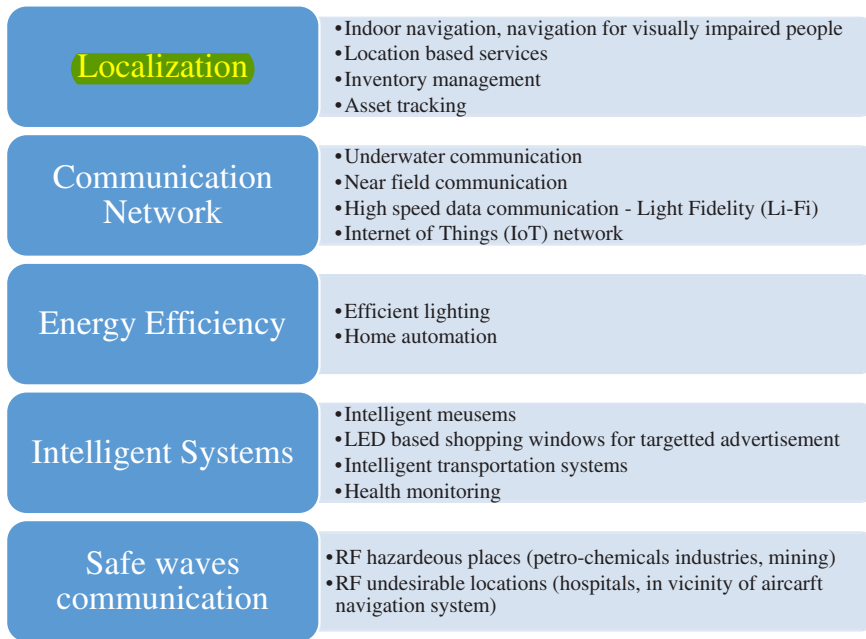 Localization
•Indoor navigation, navigation for visually impaired people
•Location based services
•Inventory management
•Asset tracking
Communication
Network
•Underwater communication
•Near field communication
•High speed data communication - Light Fidelity (Li-Fi)
•Internet of Things (IoT) network
Energy Efficiency
•Efficient lighting
•Home automation
Intelligent Systems
•Intelligent meusems
•LED based shopping windows for targetted advertisement
•Intelligent transportation systems
•Health monitoring
Safe waves
communication
•RF hazardeous places (petro-chemicals industries, mining)
•RF undesirable locations (hospitals, in vicinity of aircarft
navigation system)